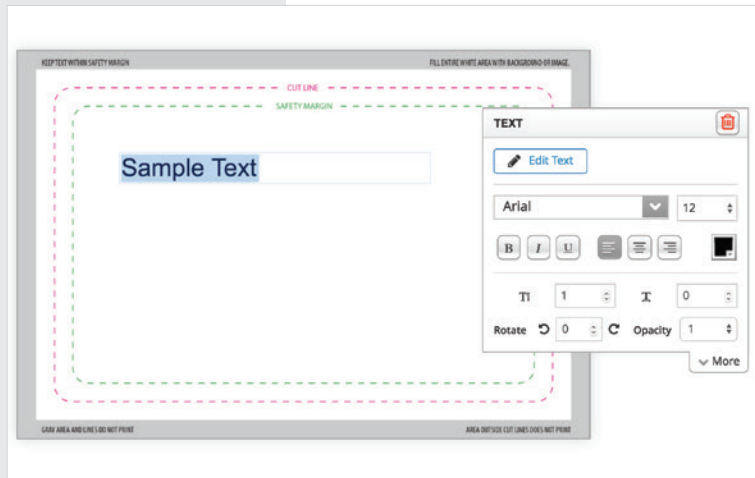 KEEP TEXT WITHIN SAFETY MARGIN
FILL ENTIRE WHITE AREA WITH BACKGROUND OR IMAGE.
CUT LINE
SAFETY MARGIN
Sample Text
TEXT
Edit Text
Arial
12
B I U
TI 1 T 0
Rotate 0 Opacity 1
More
GRAY AREA AND LINES DO NOT PRINT
AREA OUTSIDE CUT LINES DOES NOT PRINT